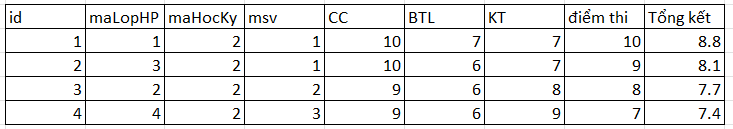 id maLopHP maHocKy msv CC BTL KT điểm thi Tổng kết
1 1 2 1 10 7 7 10 8.8
2 3 2 1 10 6 7 9 8.1
3 2 2 2 9 6 8 8 7.7
4 4 2 3 9 6 9 7 7.4